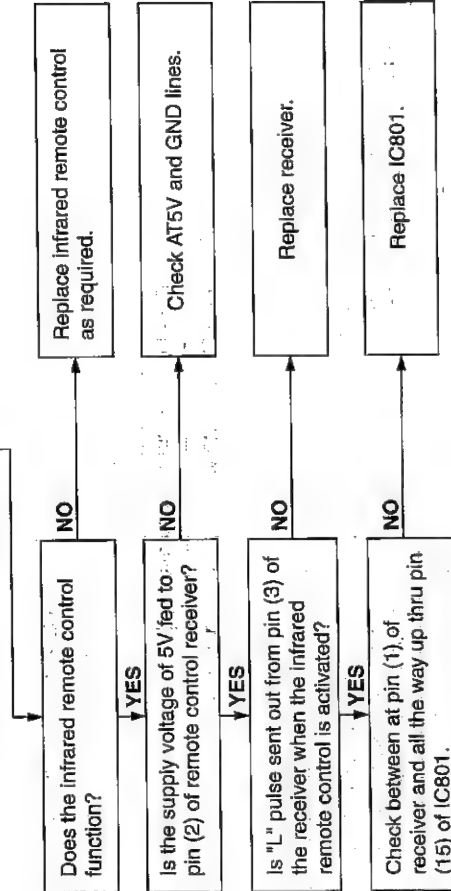 Does the infrared remote control
function?
NO
Replace infrared remote control
as required.
YES
Is the supply voltage of 5V fed to
pin (2) of remote control receiver?
NO
Check AT5V and GND lines.
YES
Is "L" pulse sent out from pin (3) of
the receiver when the infrared
remote control is activated?
NO
Replace receiver.
YES
Check between at pin (1) of
receiver and all the way up thru pin
(15) of IC801.
NO
Replace IC801.